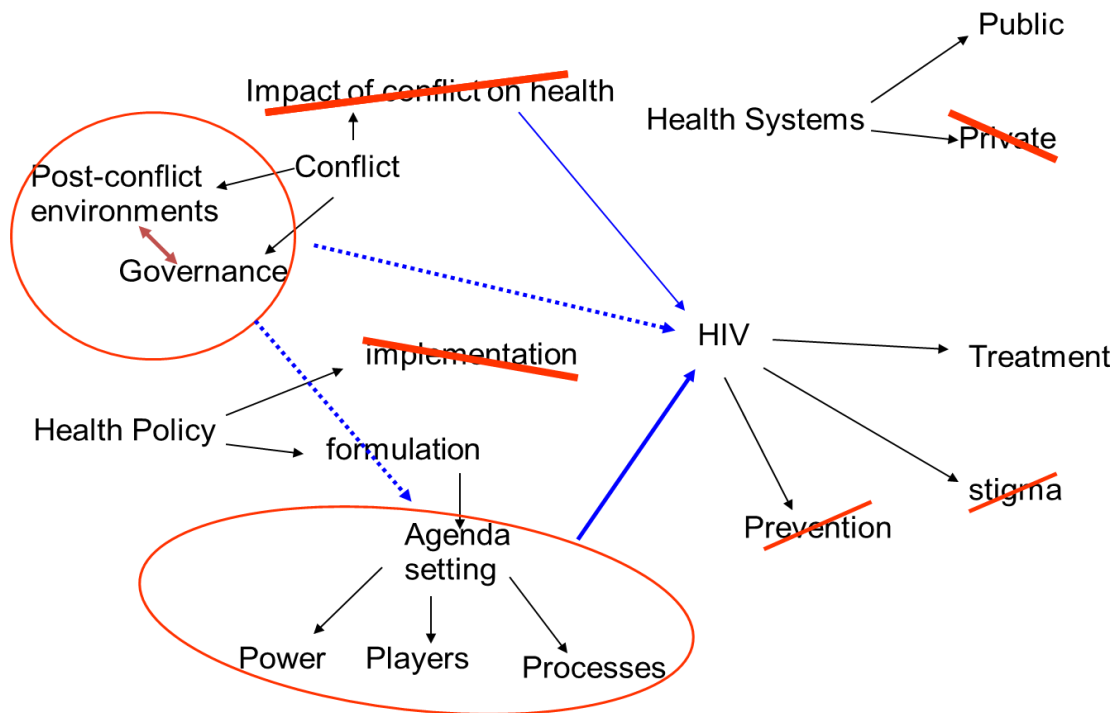 Public
Impact of conflict on health
Health Systems
Private
Conflict
Post-conflict
environments
Governance
HIV
implementation
Treatment
Health Policy
formulation
stigma
Prevention
Agenda
setting
Power
Players
Processes